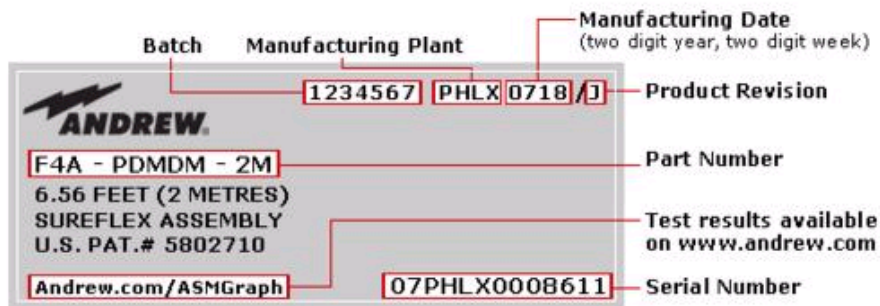 Manufacturing Date
(two digit year, two digit week)
Batch Manufacturing Plant
1234567 PHLX 0718 /J Product Revision
ANDREW.
F4A - PDMDM - 2M Part Number
6.56 FEET (2 METRES)
SUREFLEX ASSEMBLY
U.S. PAT.# 5802710
Test results available
on www.andrew.com
Andrew.com/ASMGraph 07PHLX0008611 Serial Number